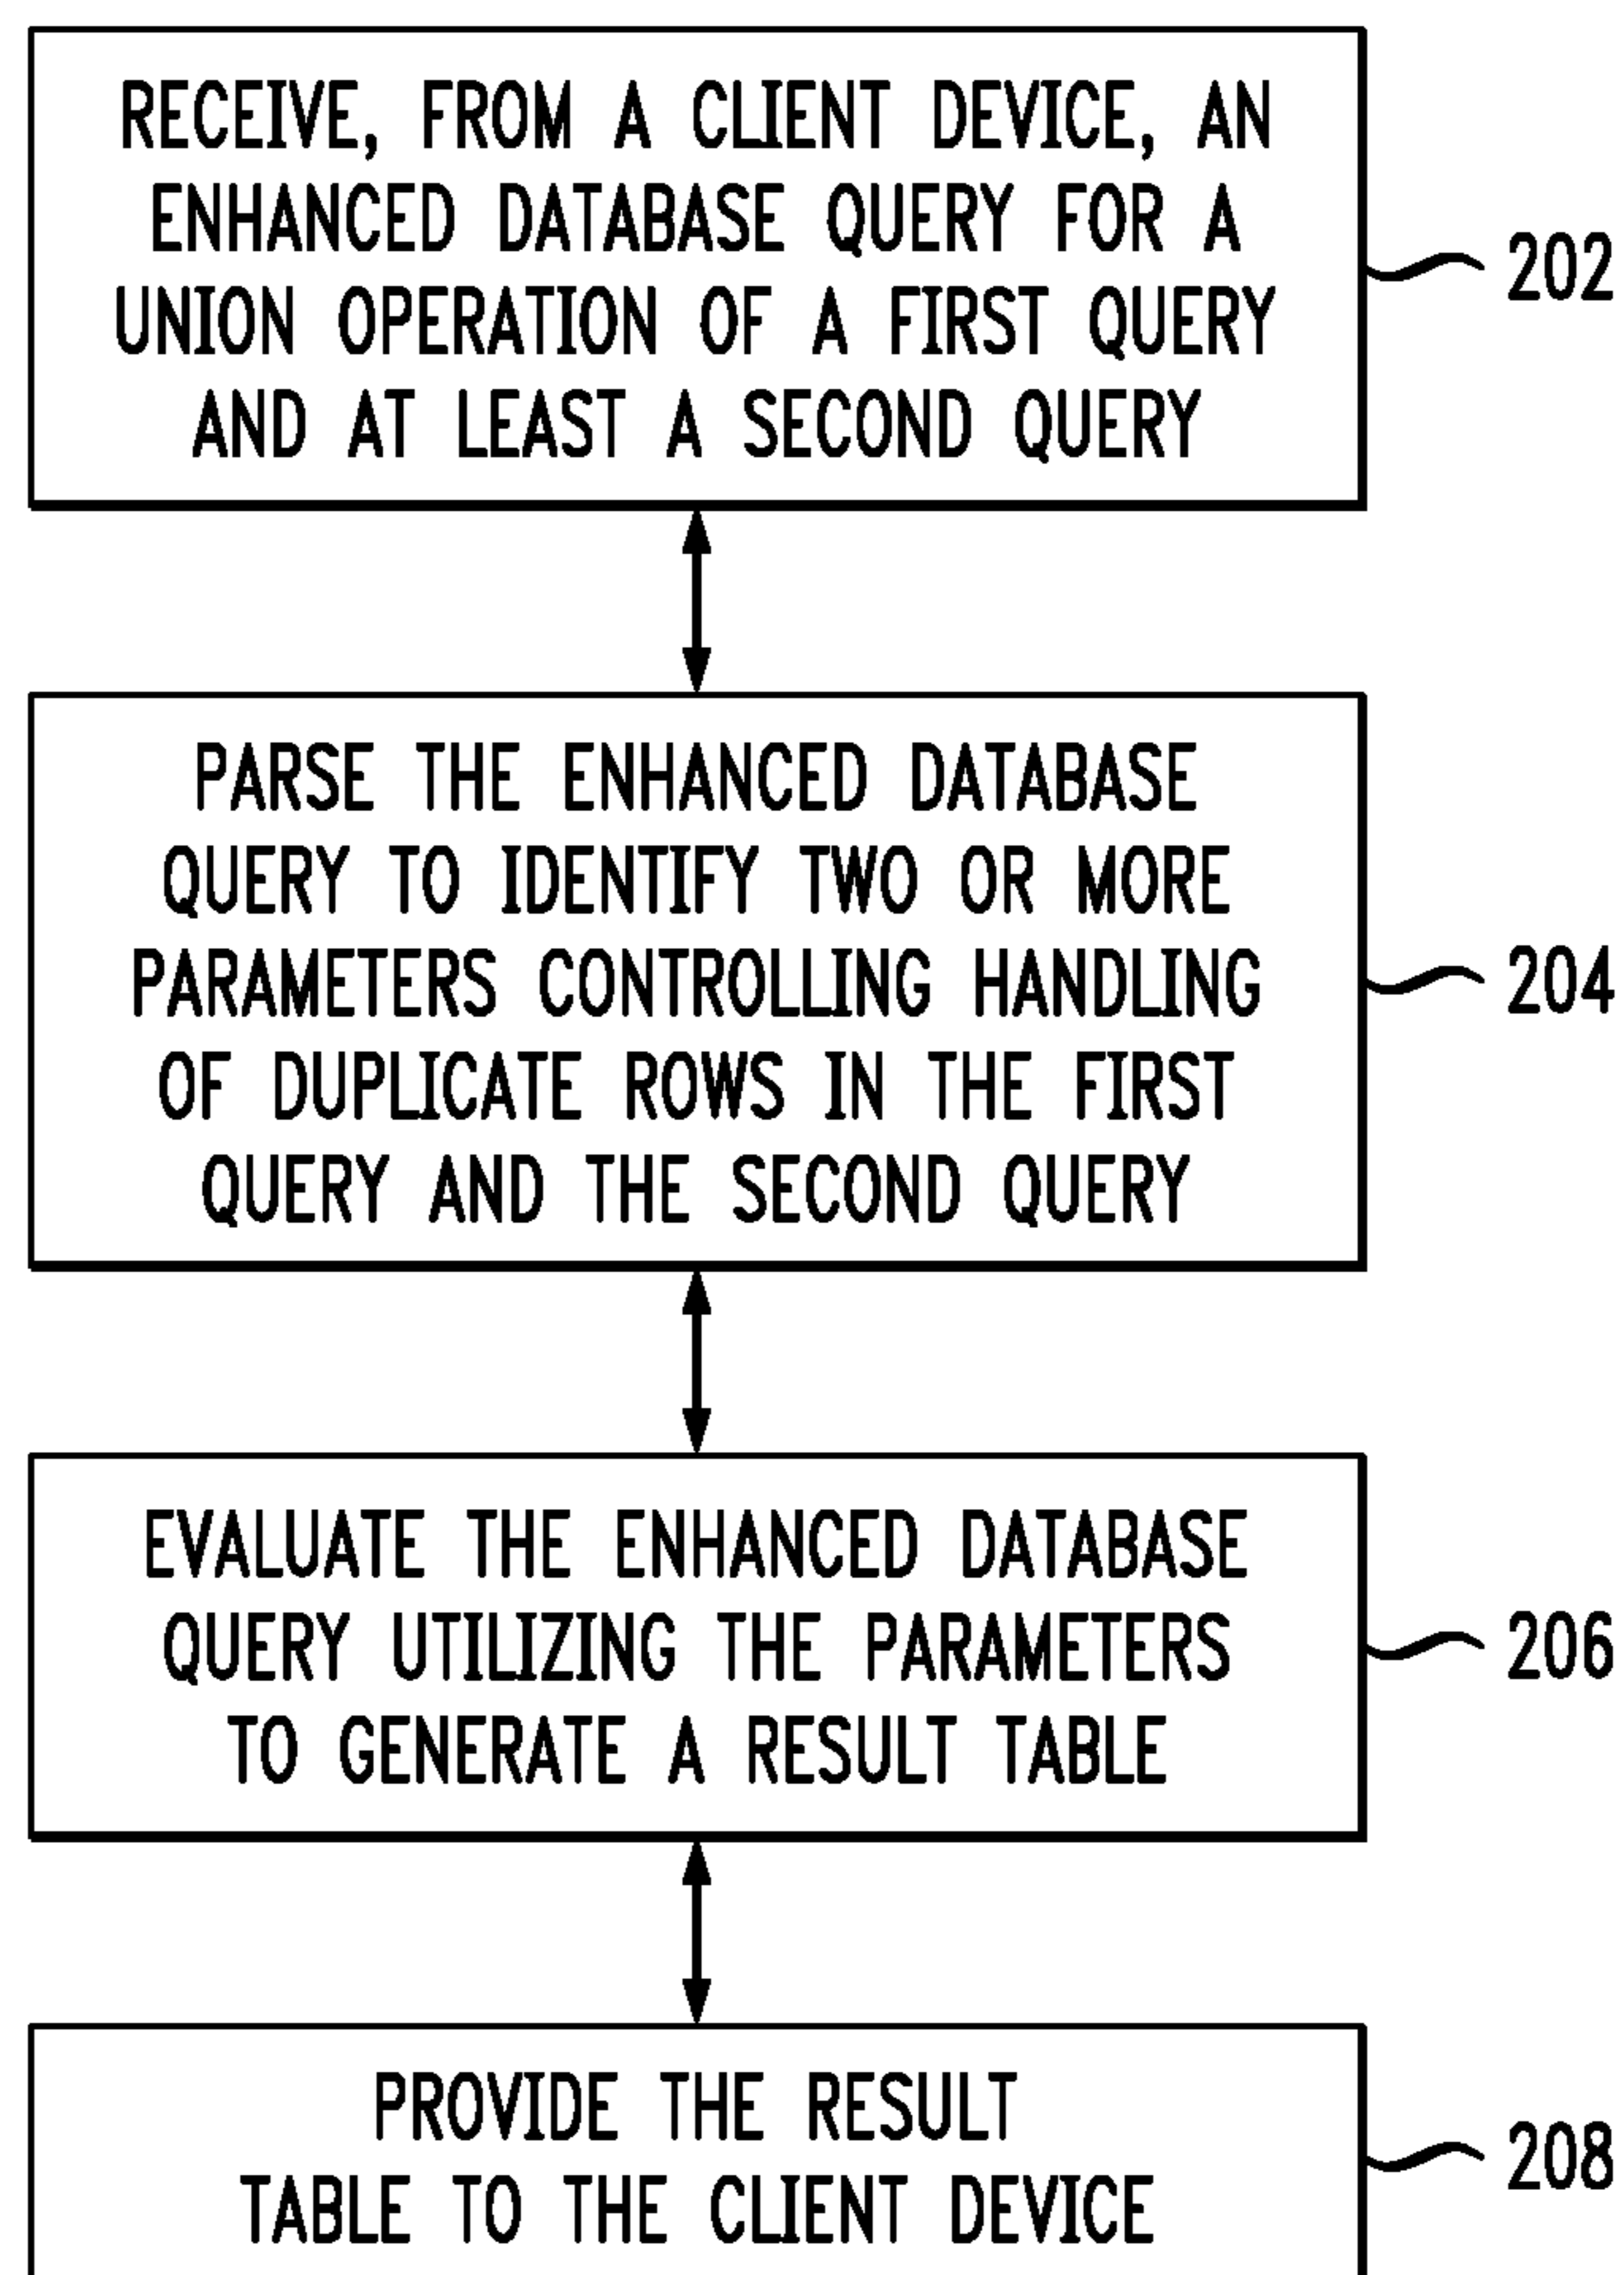 RECEIVE, FROM A CLIENT DEVICE, AN
ENHANCED DATABASE QUERY FOR A
UNION OPERATION OF A FIRST QUERY
AND AT LEAST A SECOND QUERY
202
PARSE THE ENHANCED DATABASE
QUERY TO IDENTIFY TWO OR MORE
PARAMETERS CONTROLLING HANDLING
OF DUPLICATE ROWS IN THE FIRST
QUERY AND THE SECOND QUERY
204
EVALUATE THE ENHANCED DATABASE
QUERY UTILIZING THE PARAMETERS
TO GENERATE A RESULT TABLE
206
PROVIDE THE RESULT
TABLE TO THE CLIENT DEVICE
208